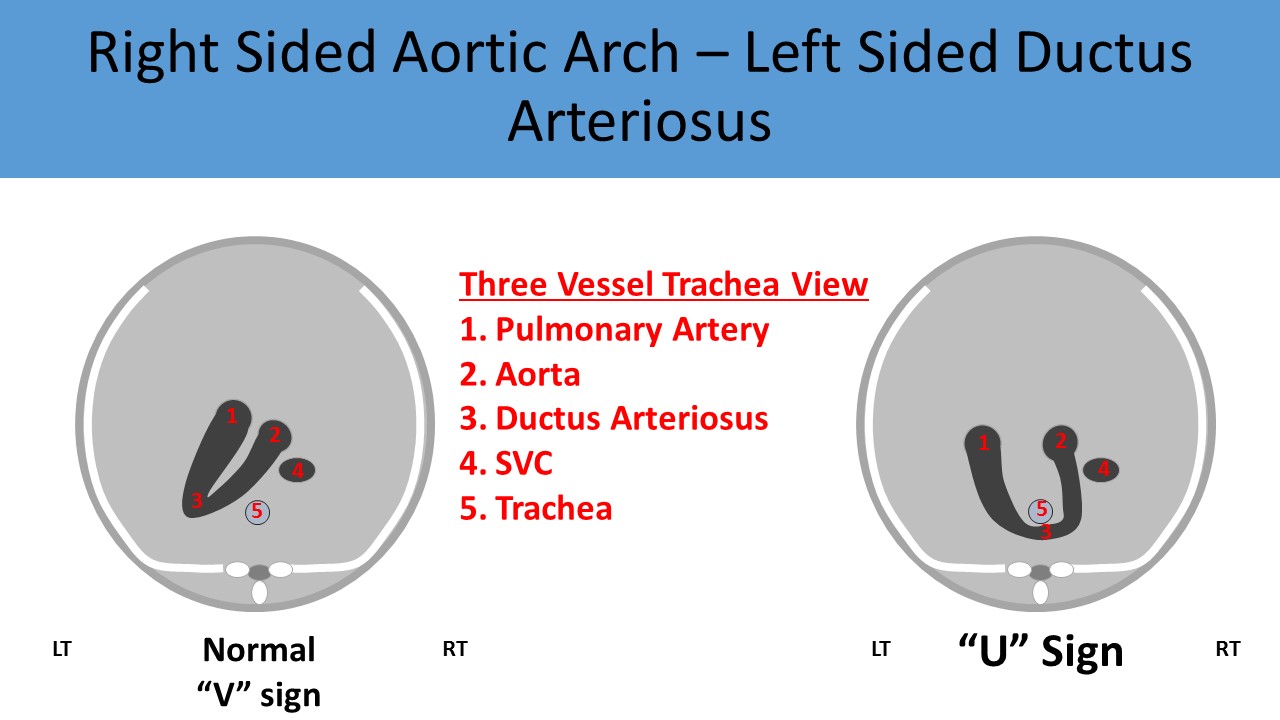 Right Sided Aortic Arch – Left Sided Ductus
Arteriosus
Three Vessel Trachea View
1. Pulmonary Artery
2. Aorta
3. Ductus Arteriosus
4. SVC
5. Trachea
1
2
4
3
5
1
2
4
5
3
LT
Normal
“V” sign
RT
LT
“U” Sign
RT